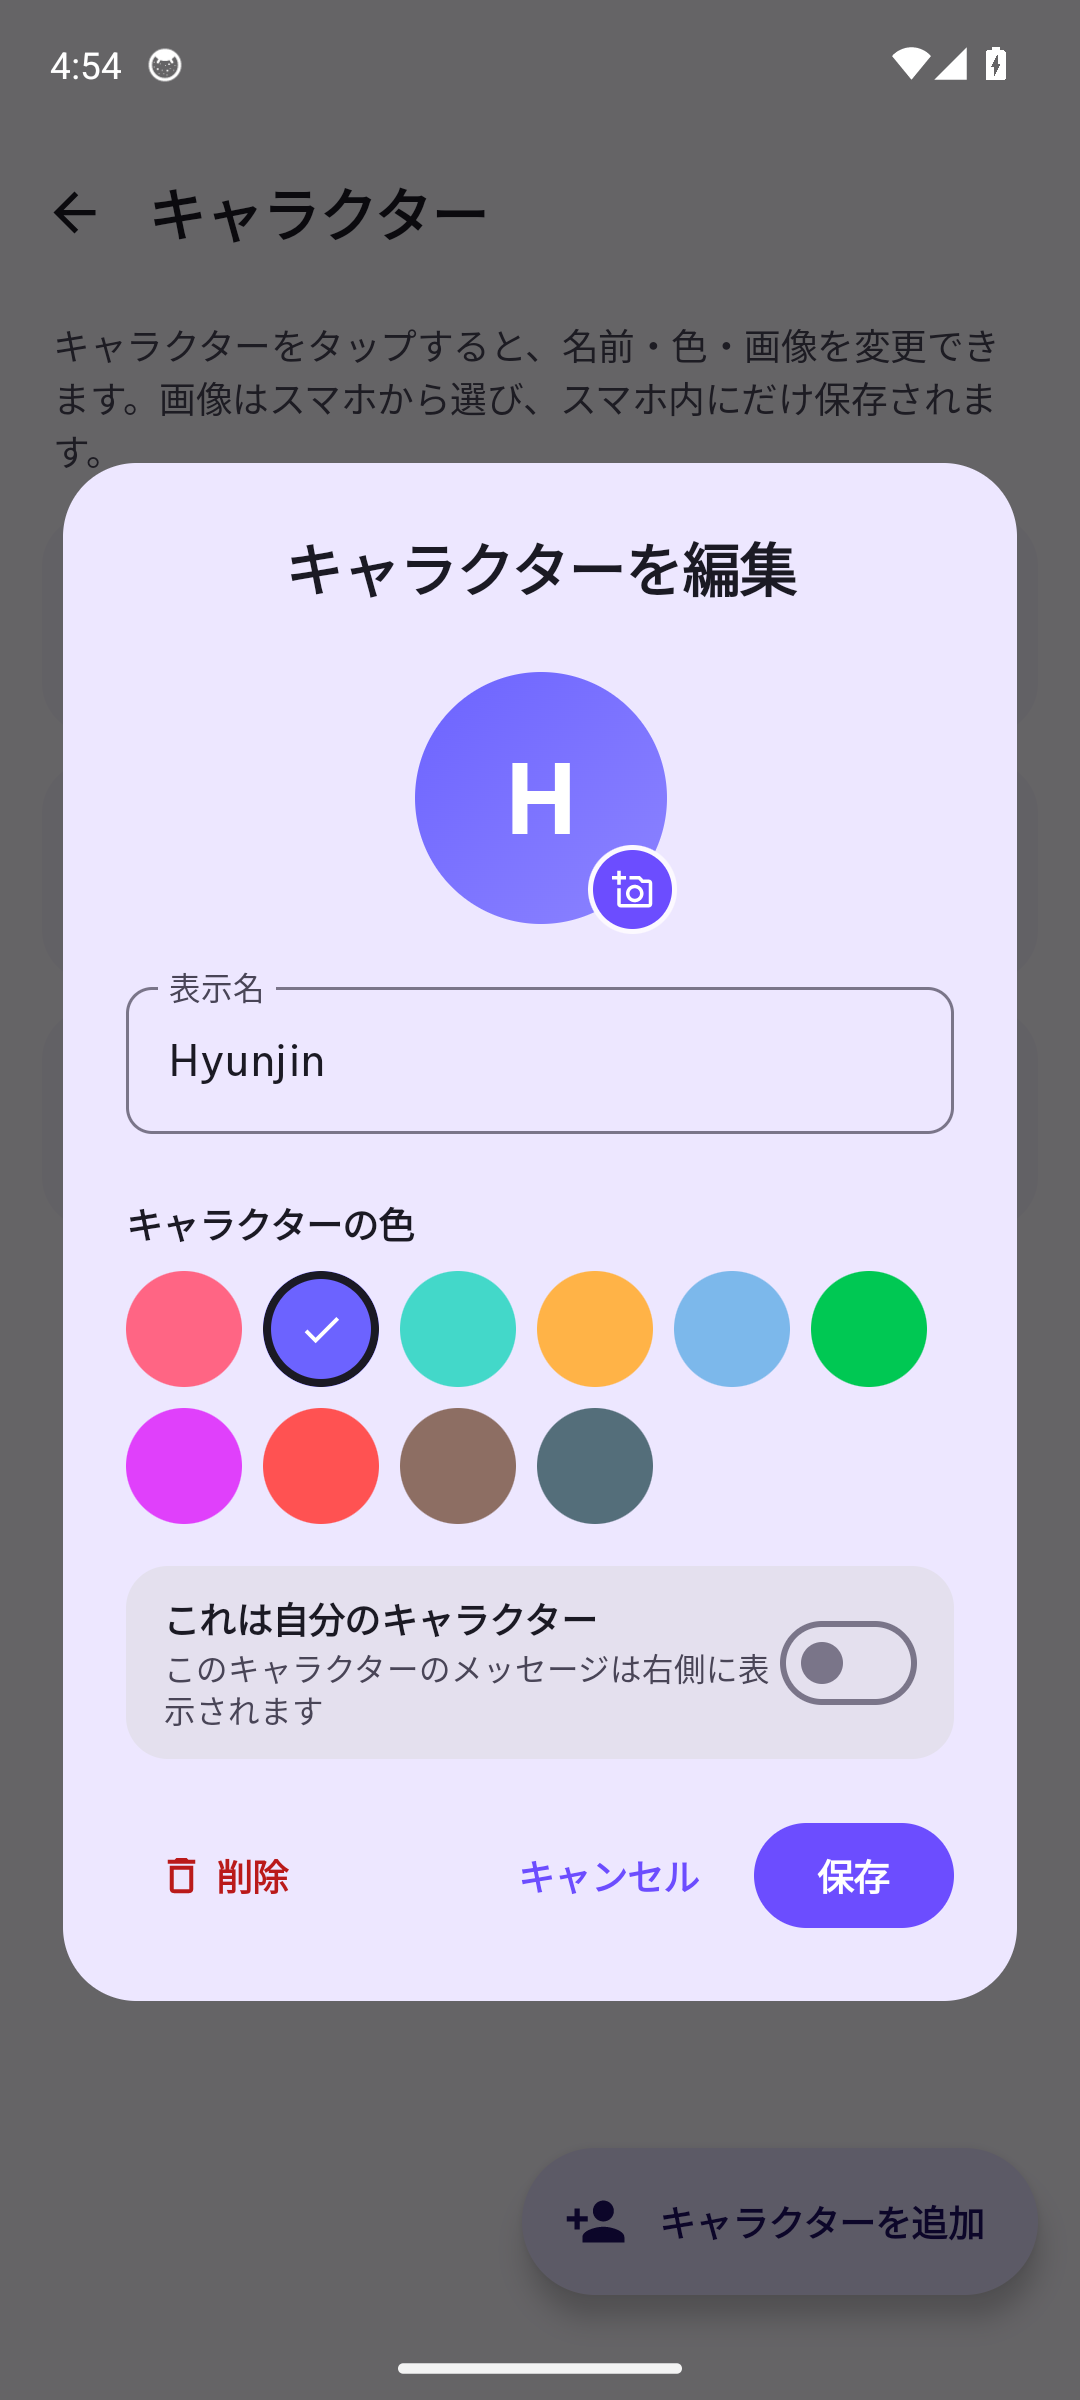 4:54
キャラクター
キャラクターをタップすると、名前・色・画像を変更でき
ます。画像はスマホから選び、スマホ内にだけ保存されま
す。
キャラクターを編集
H
表示名
Hyunjin
キャラクターの色
これは自分のキャラクター
このキャラクターのメッセージは右側に表
示されます
削除
キャンセル
保存
キャラクターを追加